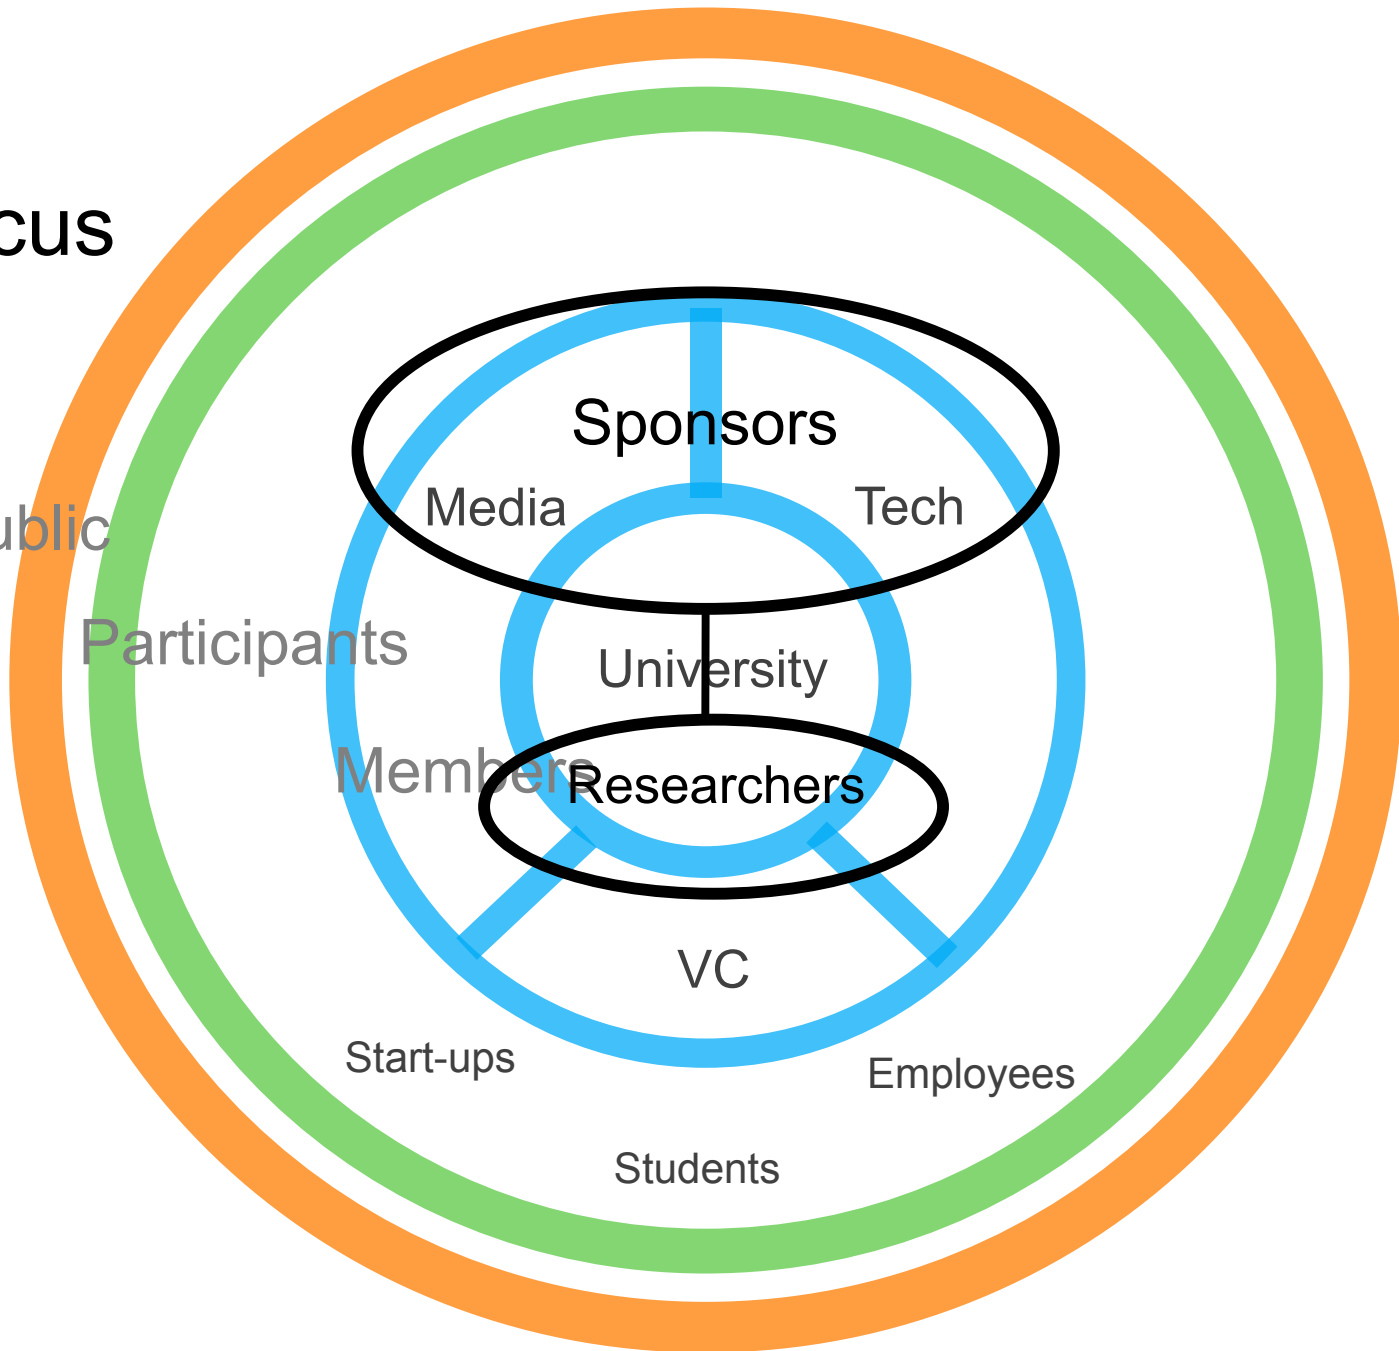 cus
Sponsors
Media
Tech
ublic
Participants
University
Members
Researchers
VC
Start-ups
Employees
Students